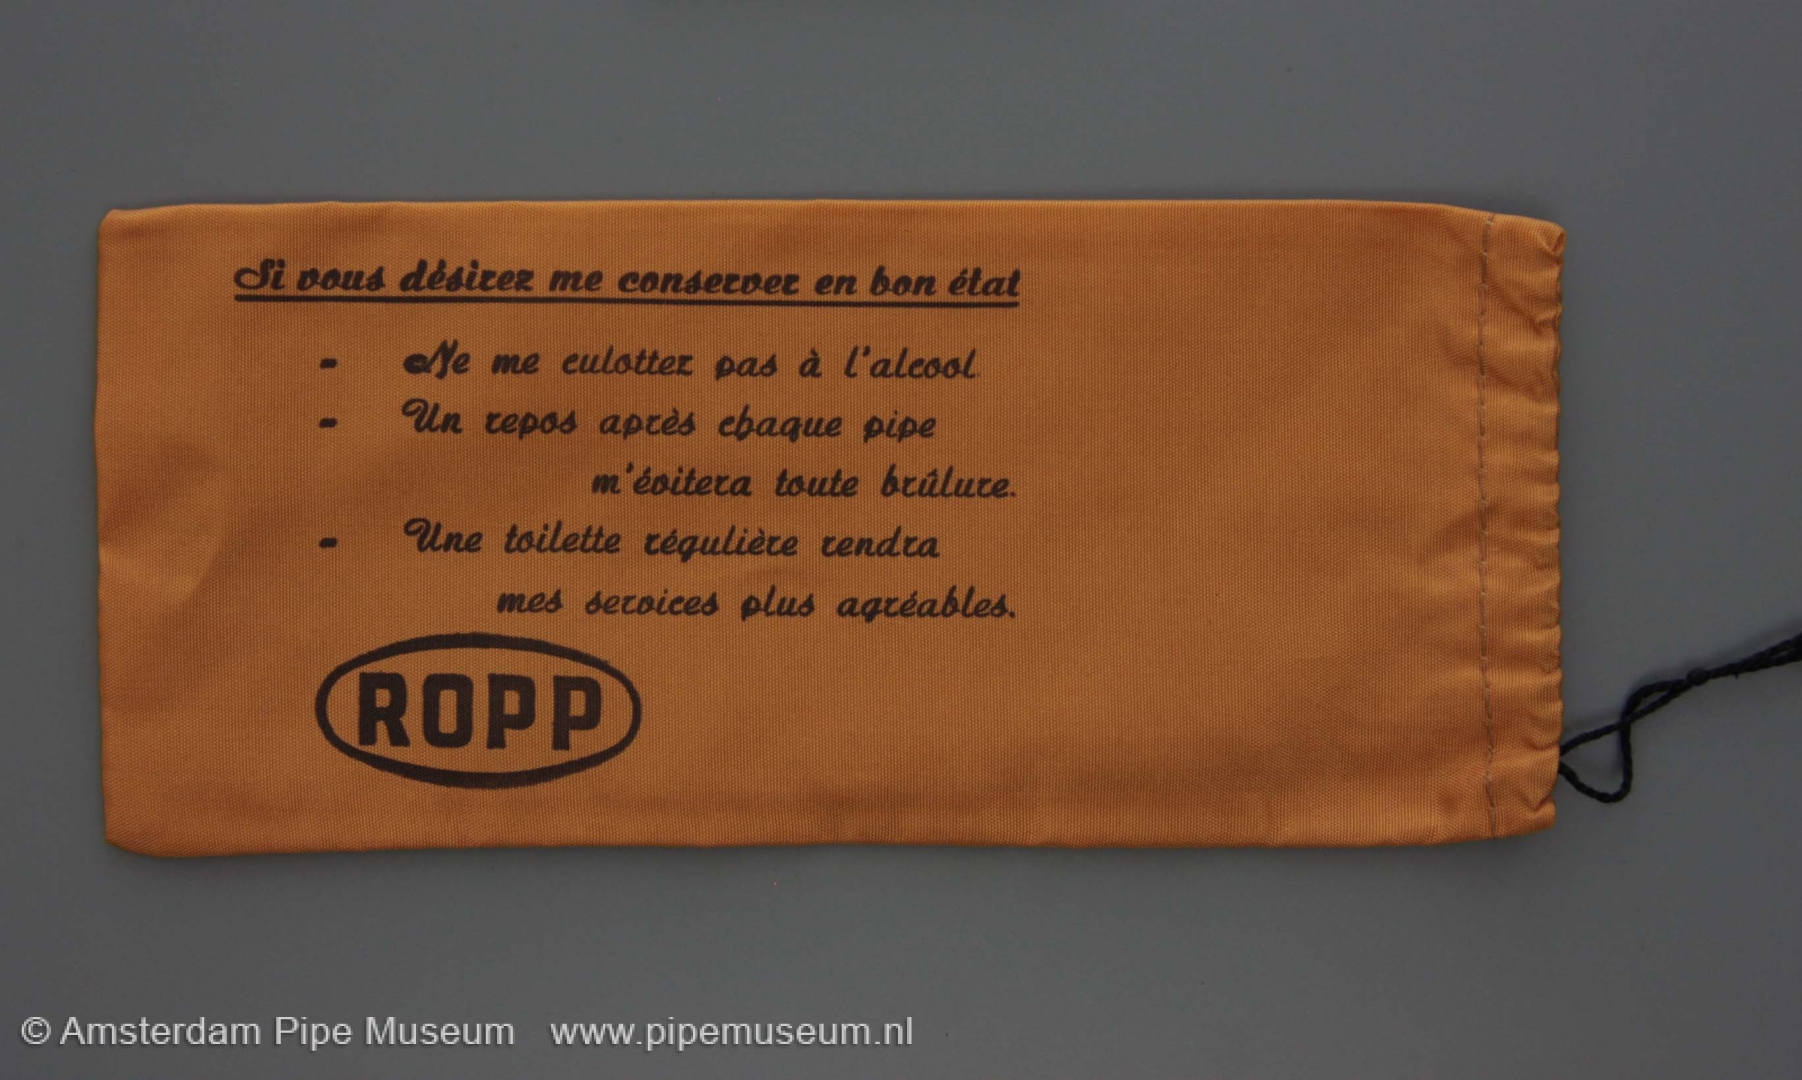 Si vous désirez me conserver en bon état
- Ne me culottez pas à l'alcool
- Un repos après chaque pipe
m'évitera toute brûlure.
- Une toilette régulière rendra
mes services plus agréables.
ROPP
© Amsterdam Pipe Museum www.pipemuseum.nl